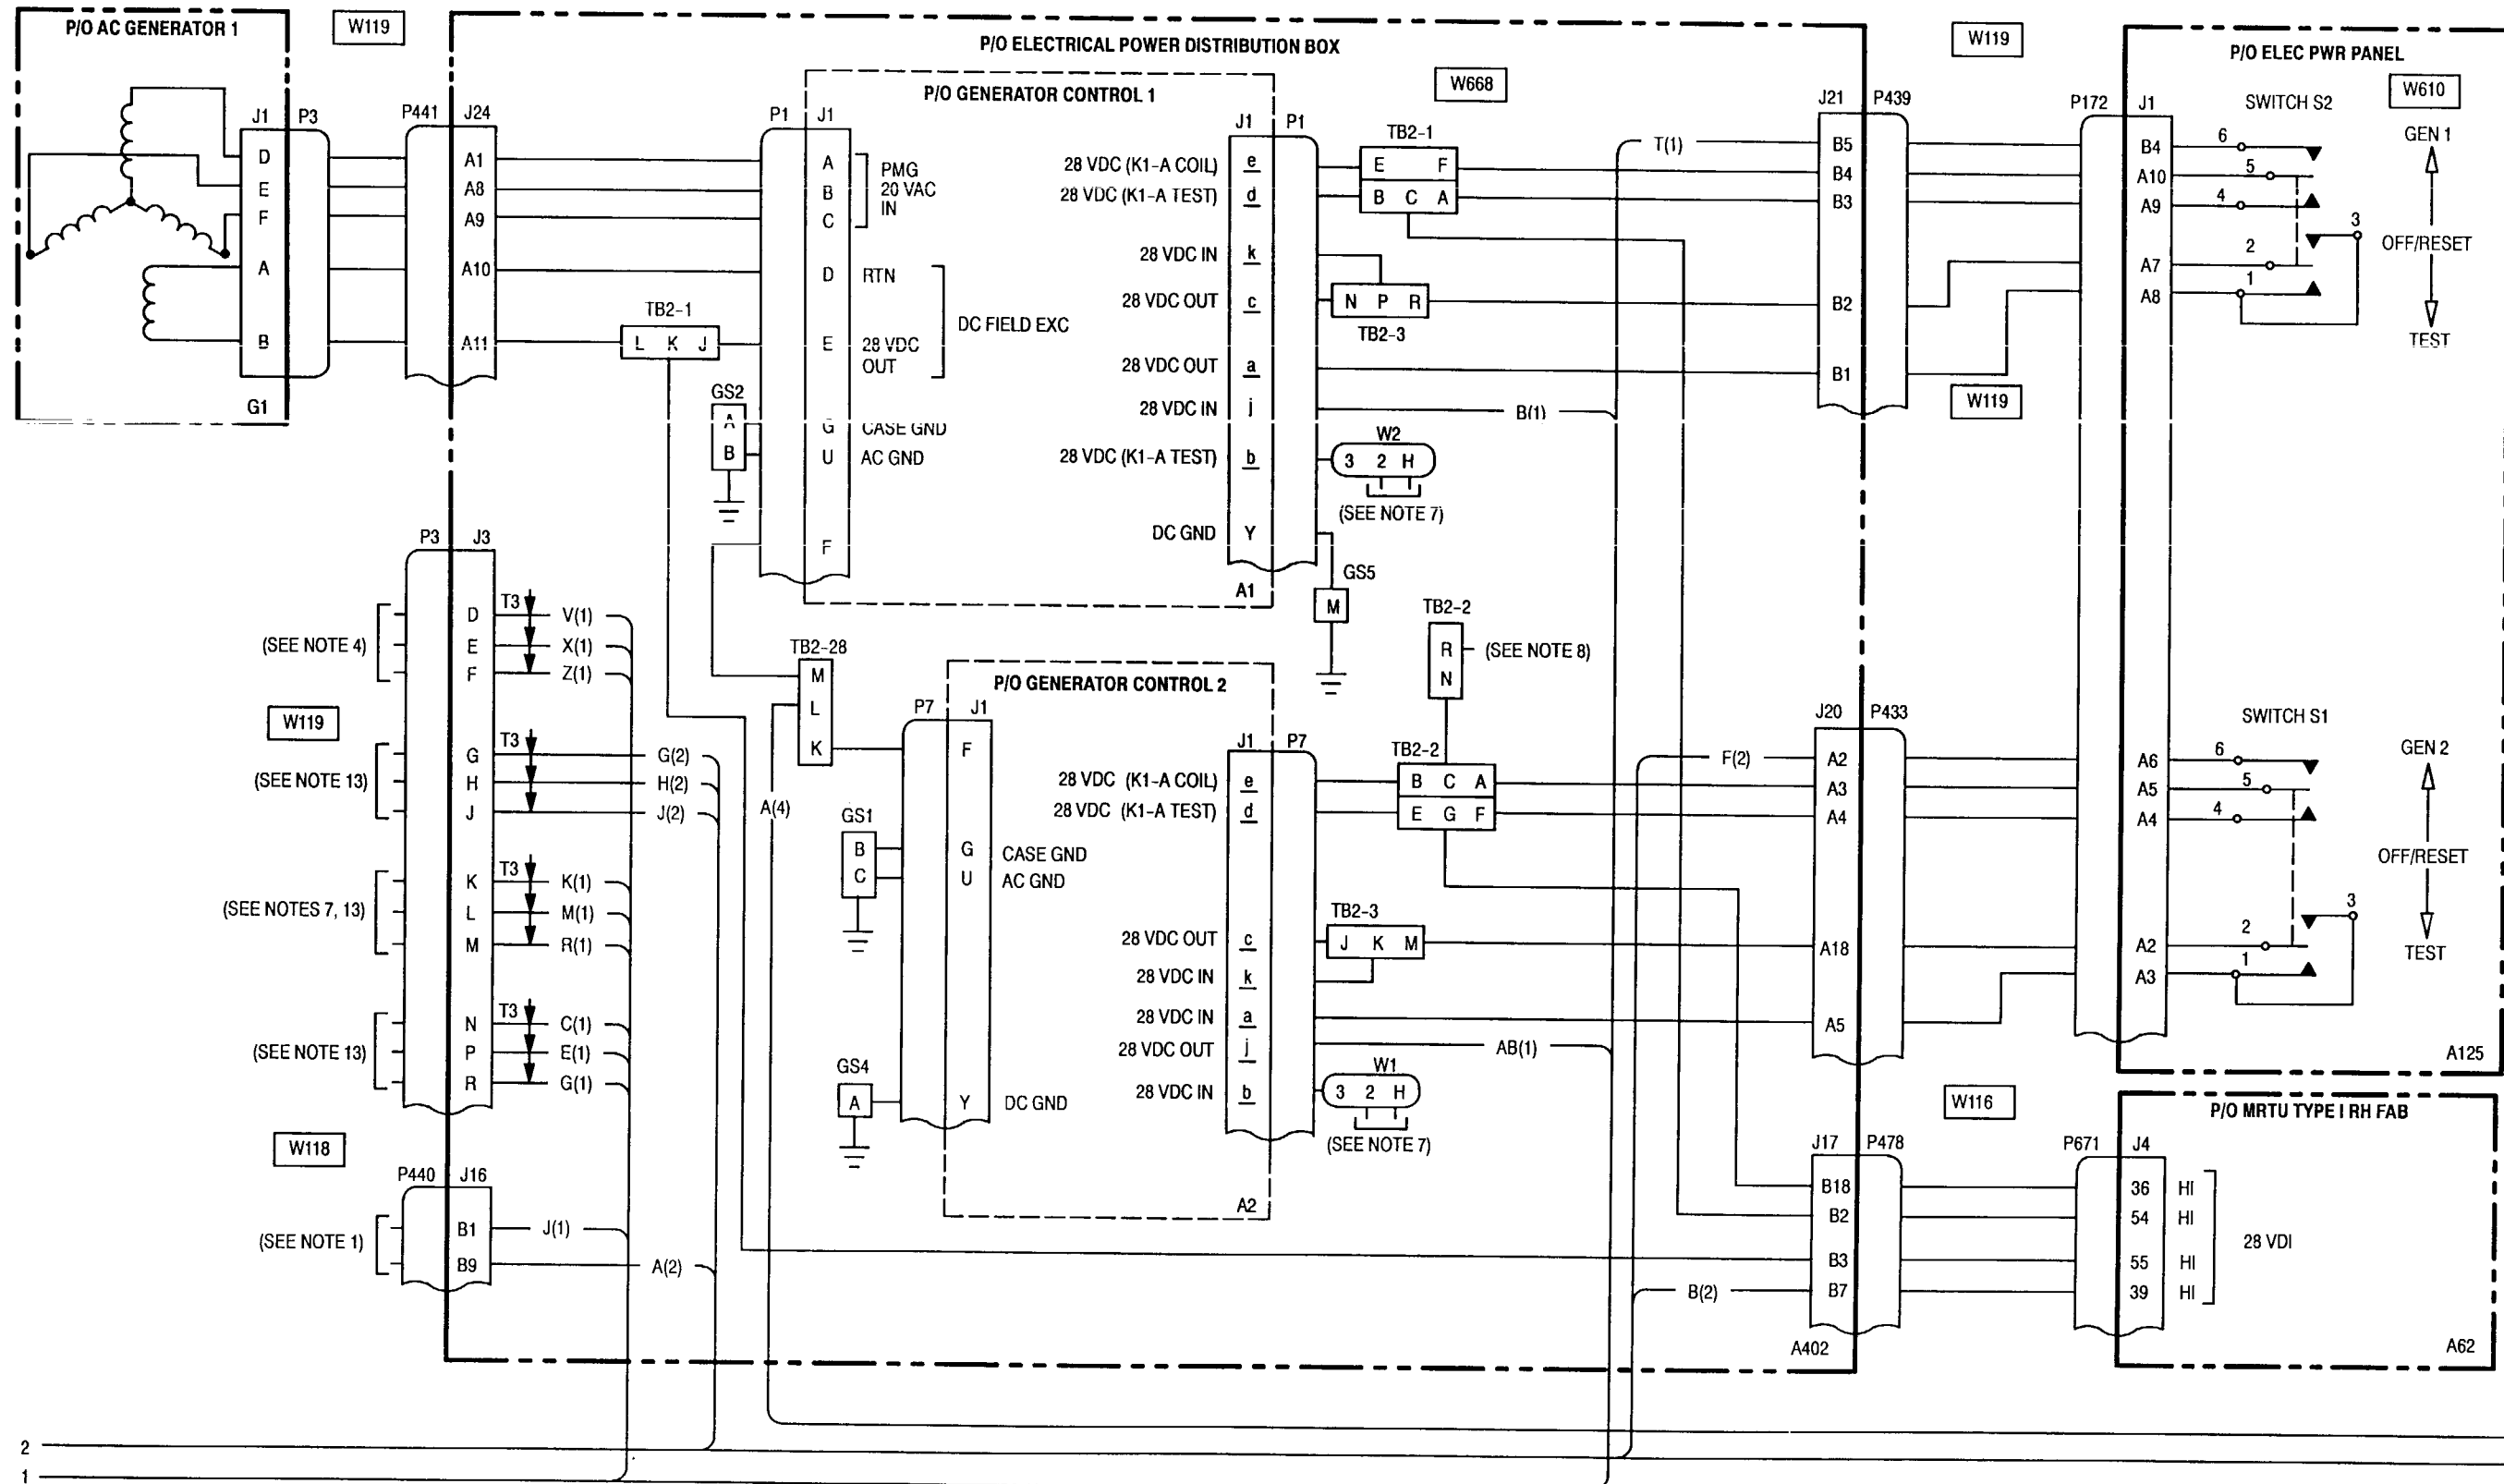 P/O AC GENERATOR 1
W119
J1 P3
D
E
F
A
B
G1
P/O ELECTRICAL POWER DISTRIBUTION BOX
W668
P441 J24
A1
A8
A9
A10
A11
TB2-1
L K J
GS2
A
B
P/O GENERATOR CONTROL 1
P1 J1
A
B
C
PMG
20 VAC
IN
D RTN
E 28 VDC
OUT
DC FIELD EXC
G CASE GND
U AC GND
F
J1 P1
28 VDC (K1-A COIL) e
28 VDC (K1-A TEST) d
28 VDC IN k
28 VDC OUT c
28 VDC OUT a
28 VDC IN j
28 VDC (K1-A TEST) b
DC GND Y
A1
TB2-1
E F
B C A
N P R
TB2-3
T(1)
B(1)
W2
3 2 H
(SEE NOTE 7)
GS5
M
J21 P439
B5
B4
B3
B2
B1
W119
W119
P/O ELEC PWR PANEL
W610
P172 J1
SWITCH S2
B4 6
A10 5
A9 4
3
A7 2
A8 1
GEN 1
OFF/RESET
TEST
P3 J3
(SEE NOTE 4)
D T3 V(1)
E X(1)
F Z(1)
W119
(SEE NOTE 13)
G T3 G(2)
H H(2)
J J(2)
(SEE NOTES 7, 13)
K T3 K(1)
L M(1)
M R(1)
(SEE NOTE 13)
N T3 C(1)
P E(1)
R G(1)
W118
P440 J16
(SEE NOTE 1)
B1 J(1)
B9 A(2)
TB2-28
M
L
K
A(4)
GS1
B
C
GS4
A
P/O GENERATOR CONTROL 2
P7 J1
F
G CASE GND
U AC GND
Y DC GND
J1 P7
28 VDC (K1-A COIL) e
28 VDC (K1-A TEST) d
28 VDC OUT c
28 VDC IN k
28 VDC IN a
28 VDC OUT j
28 VDC IN b
A2
TB2-2
R (SEE NOTE 8)
N
TB2-2
B C A
E G F
TB2-3
J K M
AB(1)
W1
3 2 H
(SEE NOTE 7)
F(2)
J20 P433
A2
A3
A4
A18
A5
SWITCH S1
A6 6
A5 5
A4 4
3
A2 2
A3 1
GEN 2
OFF/RESET
TEST
A125
W116
J17 P478
B18
B2
B3
B(2) B7
A402
P/O MRTU TYPE I RH FAB
P671 J4
36 HI
54 HI
55 HI
39 HI
28 VDI
A62
2
1